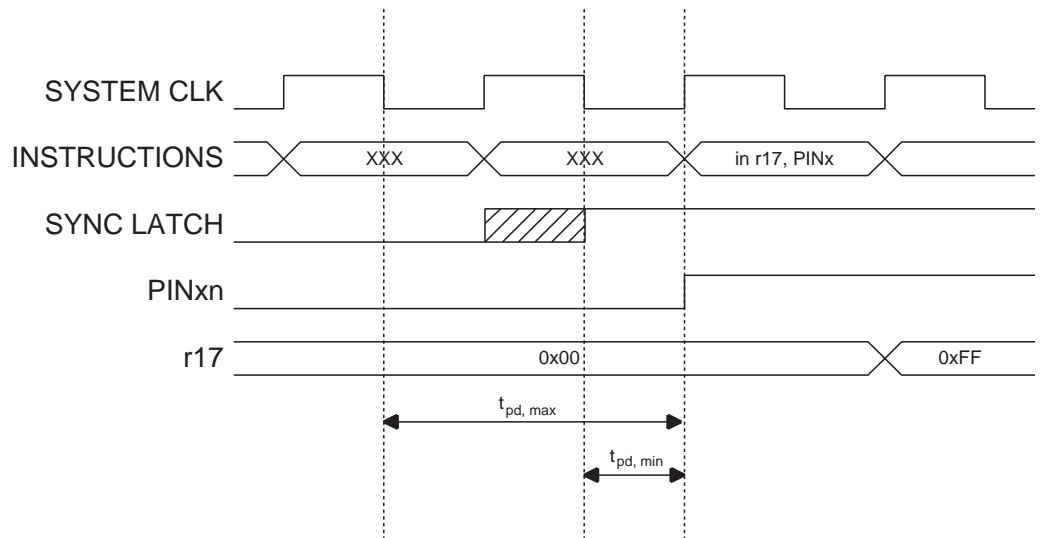 SYSTEM CLK
INSTRUCTIONS XXX XXX in r17, PINx
SYNC LATCH
PINxn
r17 0x00 0xFF
tpd, max
tpd, min